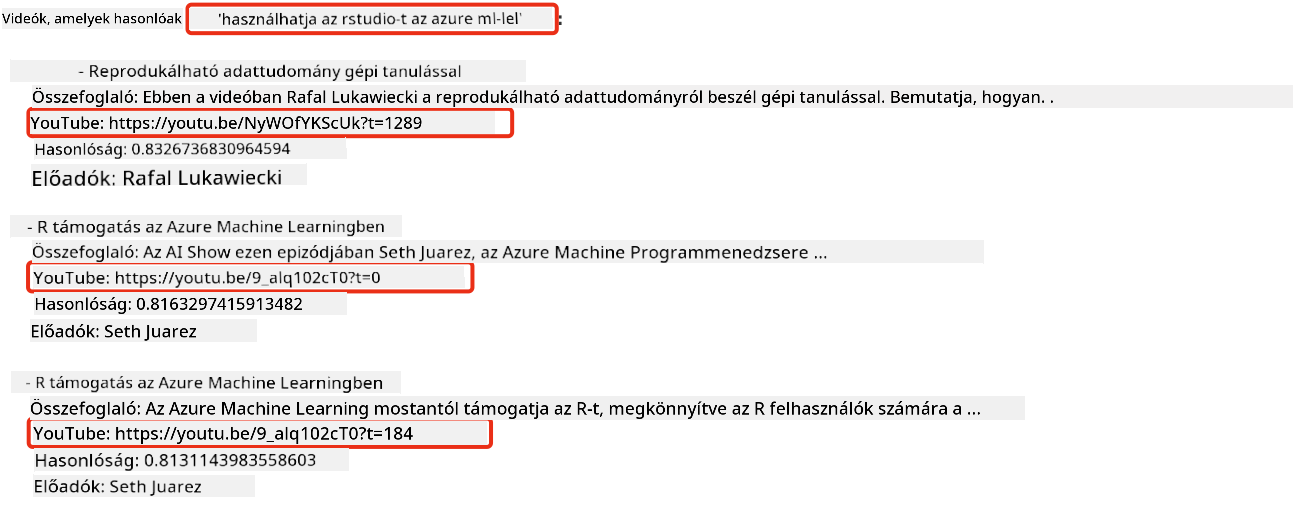 Videók, amelyek hasonlóak 'használhatja az rstudio-t az azure ml-lel':
- Reprodukálható adattudomány gépi tanulással
Összefoglaló: Ebben a videóban Rafal Lukawiecki a reprodukálható adattudományról beszél gépi tanulással. Bemutatja, hogyan. .
YouTube: https://youtu.be/NyWOfYKScUk?t=1289
Hasonlóság: 0.8326736830964594
Előadók: Rafal Lukawiecki
- R támogatás az Azure Machine Learningben
Összefoglaló: Az AI Show ezen epizódjában Seth Juarez, az Azure Machine Programmenedzsere ...
YouTube: https://youtu.be/9_alq102cT0?t=0
Hasonlóság: 0.8163297415913482
Előadók: Seth Juarez
- R támogatás az Azure Machine Learningben
Összefoglaló: Az Azure Machine Learning mostantól támogatja az R-t, megkönnyítve az R felhasználók számára a ...
YouTube: https://youtu.be/9_alq102cT0?t=184
Hasonlóság: 0.8131143983558603
Előadók: Seth Juarez